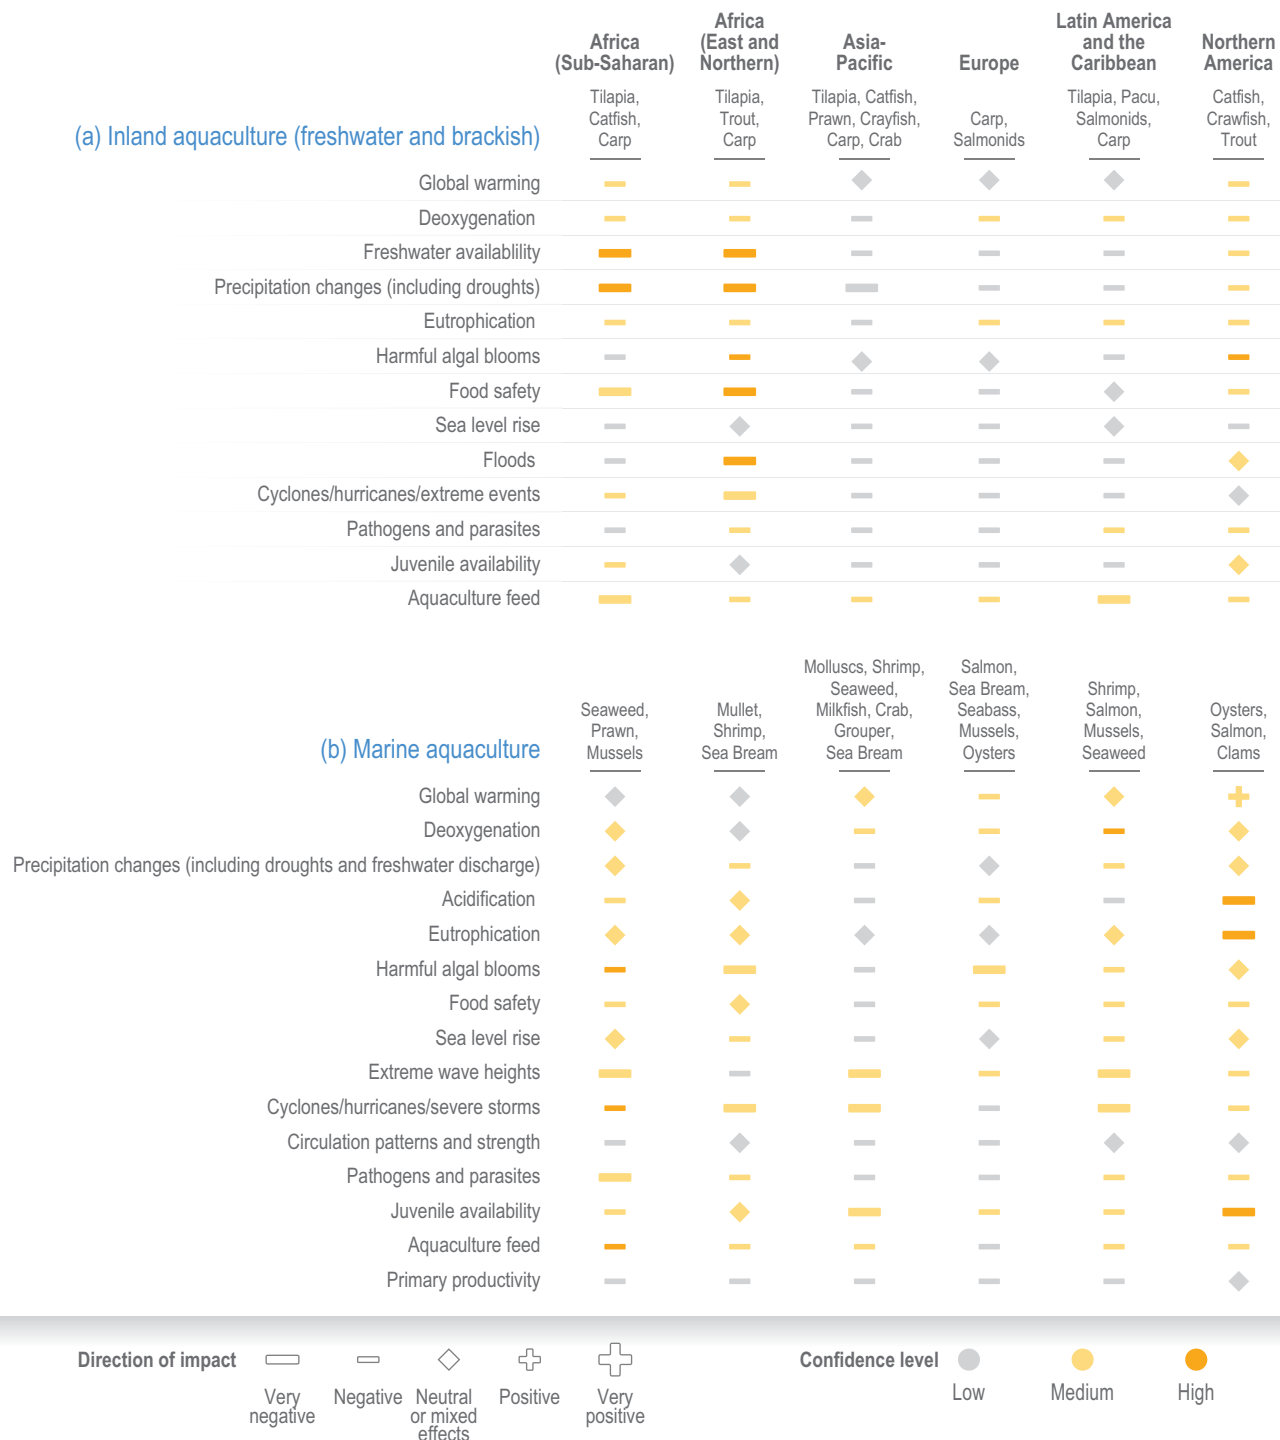 Africa
(Sub-Saharan)
Africa
(East and
Northern)
Asia-
Pacific
Europe
Latin America
and the
Caribbean
Northern
America
(a) Inland aquaculture (freshwater and brackish)
Tilapia,
Catfish,
Carp
Tilapia,
Trout,
Carp
Tilapia, Catfish,
Prawn, Crayfish,
Carp, Crab
Carp,
Salmonids
Tilapia, Pacu,
Salmonids,
Carp
Catfish,
Crawfish,
Trout
Global warming
Deoxygenation
Freshwater availablility
Precipitation changes (including droughts)
Eutrophication
Harmful algal blooms
Food safety
Sea level rise
Floods
Cyclones/hurricanes/extreme events
Pathogens and parasites
Juvenile availability
Aquaculture feed
(b) Marine aquaculture
Seaweed,
Prawn,
Mussels
Mullet,
Shrimp,
Sea Bream
Molluscs, Shrimp,
Seaweed,
Milkfish, Crab,
Grouper,
Sea Bream
Salmon,
Sea Bream,
Seabass,
Mussels,
Oysters
Shrimp,
Salmon,
Mussels,
Seaweed
Oysters,
Salmon,
Clams
Global warming
Deoxygenation
Precipitation changes (including droughts and freshwater discharge)
Acidification
Eutrophication
Harmful algal blooms
Food safety
Sea level rise
Extreme wave heights
Cyclones/hurricanes/severe storms
Circulation patterns and strength
Pathogens and parasites
Juvenile availability
Aquaculture feed
Primary productivity
Direction of impact
Very
negative
Negative
Neutral
or mixed
effects
Positive
Very
positive
Confidence level
Low
Medium
High